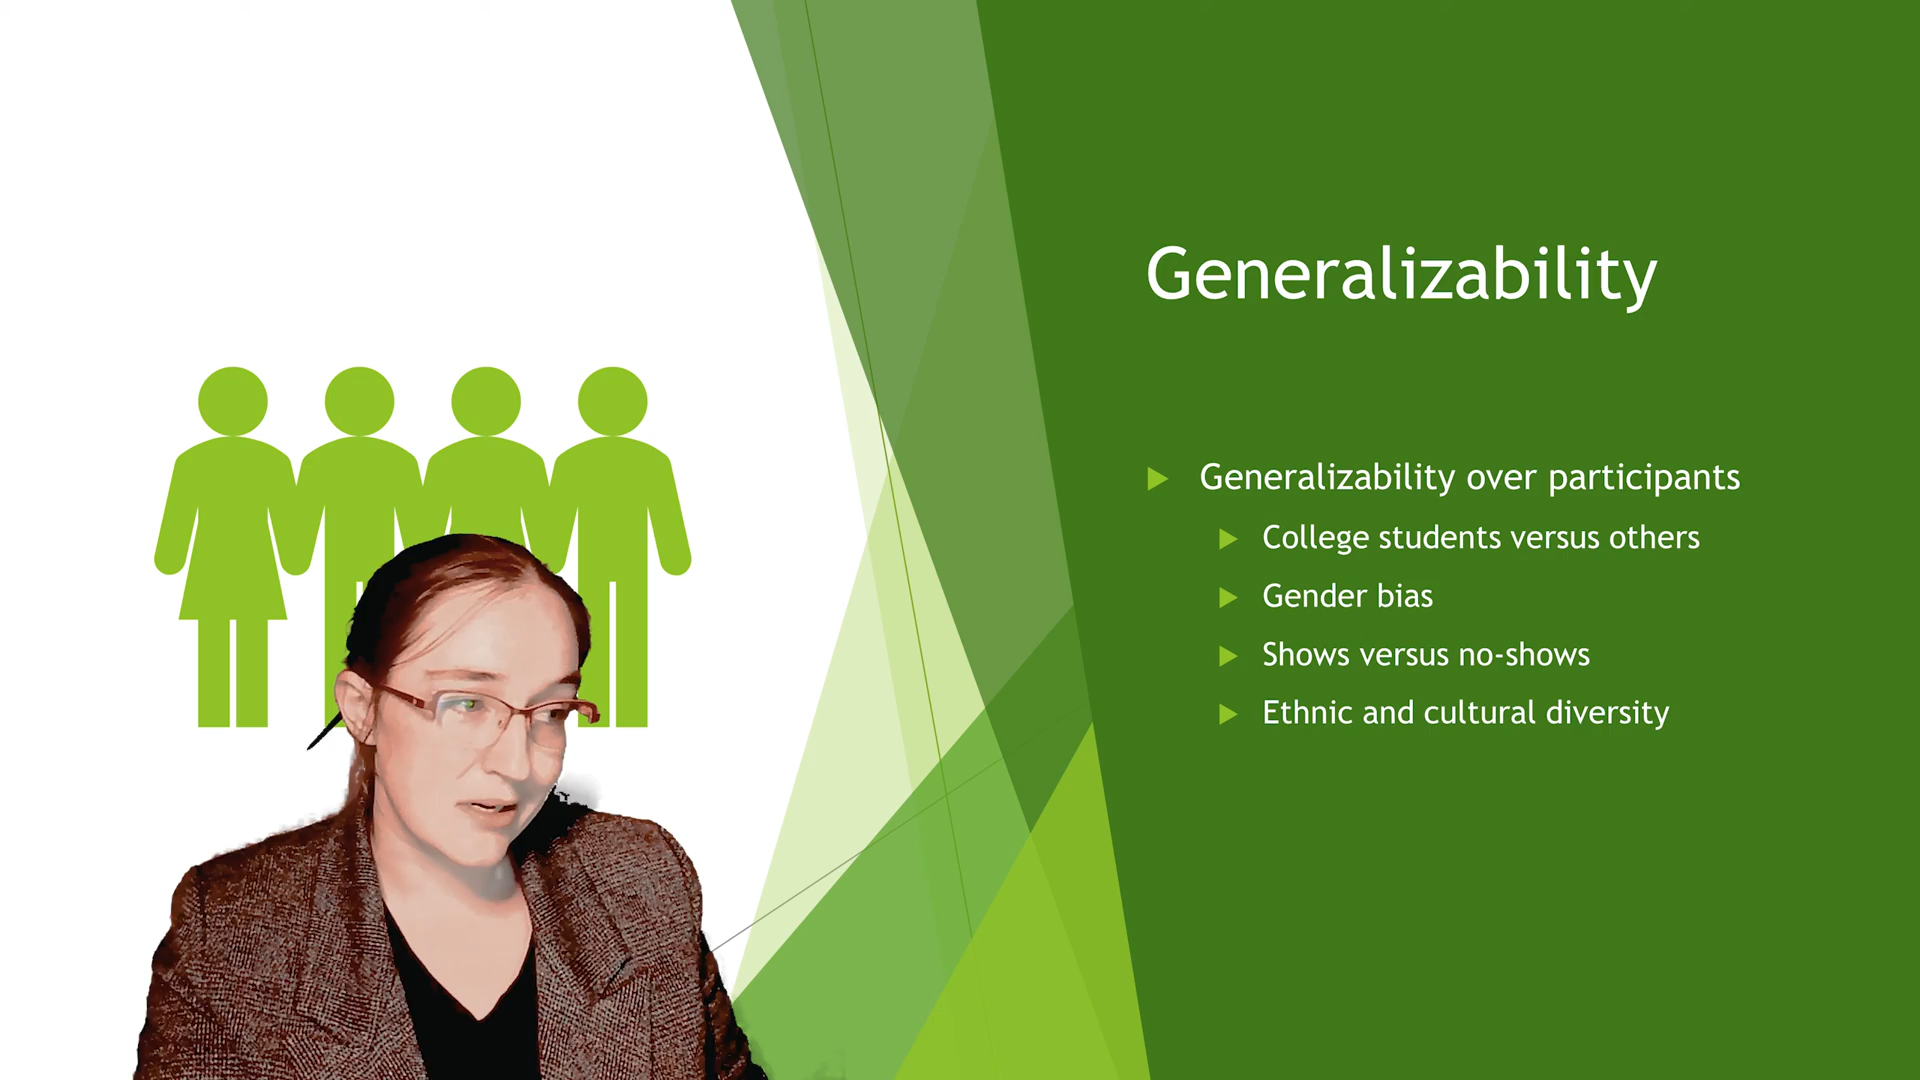 Generalizability
Generalizability over participants
College students versus others
Gender bias
Shows versus no-shows
Ethnic and cultural diversity